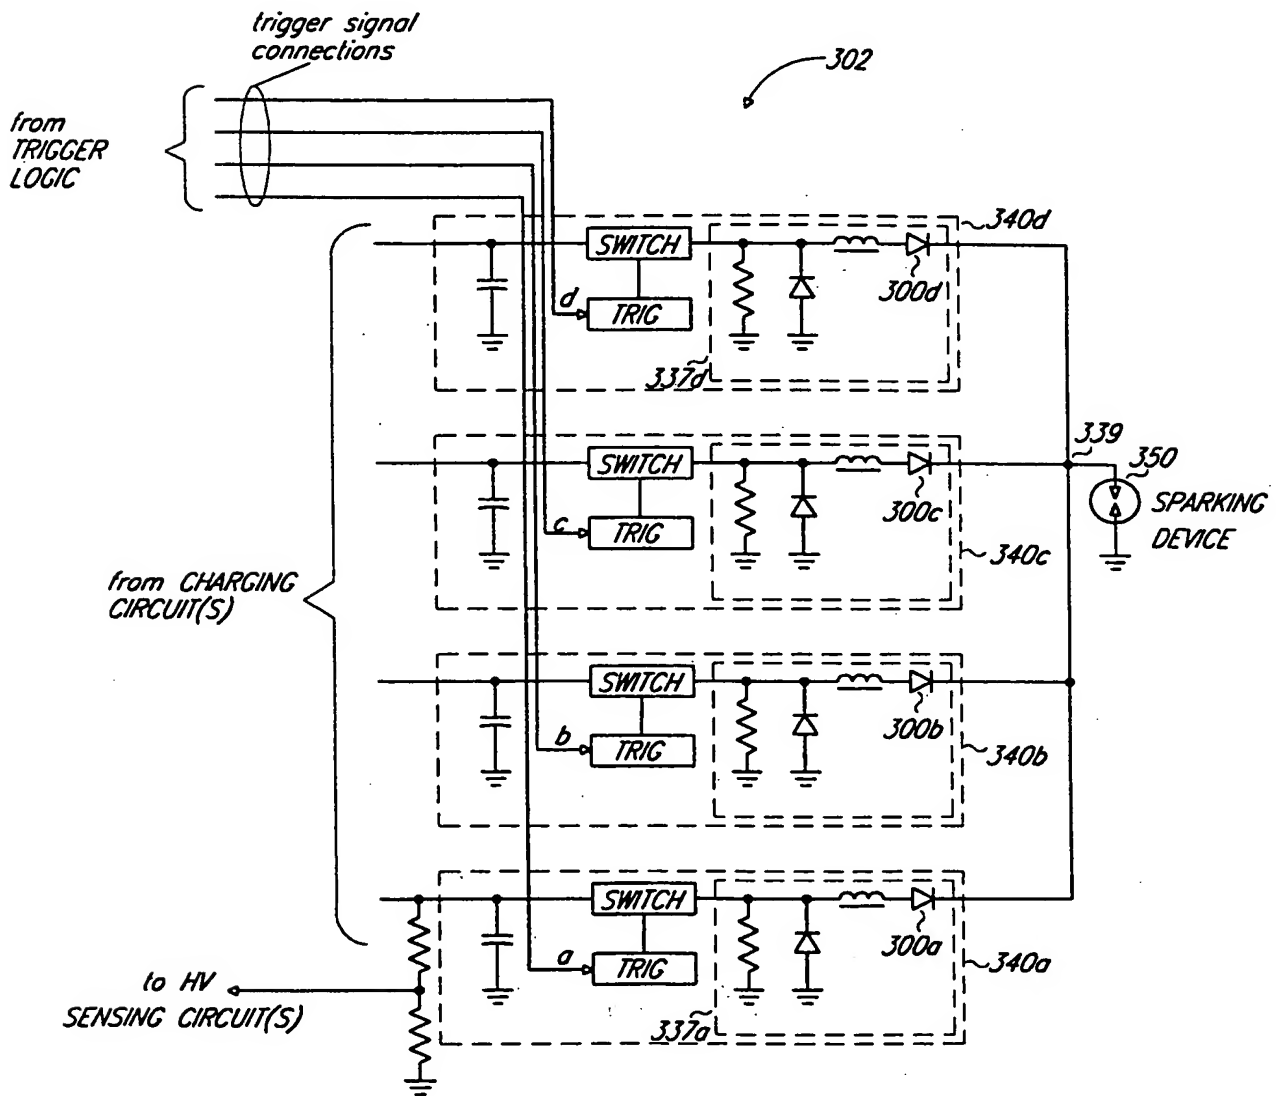 trigger signal
connections
302
from
TRIGGER
LOGIC
340d
SWITCH
300d
d
TRIG
337d
339
350
SWITCH
300c
SPARKING
DEVICE
c
TRIG
340c
from CHARGING
CIRCUIT(S)
SWITCH
300b
b
TRIG
340b
SWITCH
300a
a
TRIG
340a
to HV
SENSING CIRCUIT(S)
337a